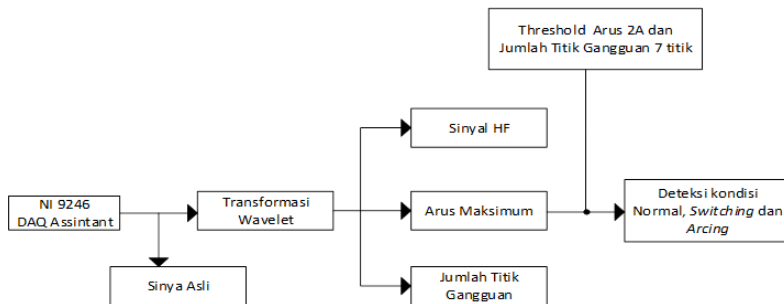 Threshold Arus 2A dan
Jumlah Titik Gangguan 7 titik
Sinyal HF
NI 9246
DAQ Assintant
Transformasi
Wavelet
Arus Maksimum
Deteksi kondisi
Normal, Switching dan
Arcing
Sinya Asli
Jumlah Titik
Gangguan